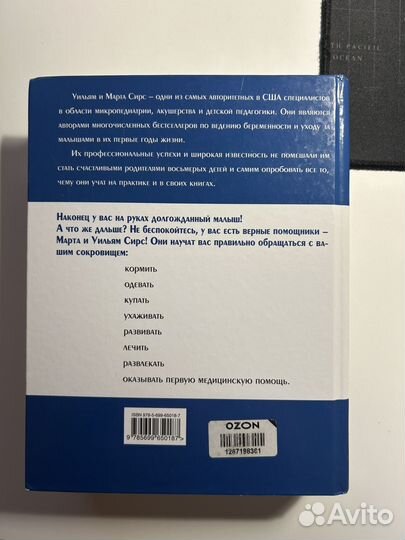 TH PACIFIC
OCEAN
Уильям и Марта Сирс – одни из самых авторитетных в США специалистов
в области микропедиатрии, акушерства и детской педагогики. Они являются
авторами многочисленных бестселлеров по ведению беременности и уходу за
малышами в их первые годы жизни.
Их профессиональные успехи и широкая известность не помешали им
стать счастливыми родителями восьмерых детей и самим опробовать все то,
чему они учат на практике и в своих книгах.
Наконец у вас на руках долгожданный малыш!
А что же дальше? Не беспокойтесь, у вас есть верные помощники –
Марта и Уильям Сирс! Они научат вас правильно обращаться с ва-
шим сокровищем:
кормить
одевать
купать
ухаживать
развивать
лечить
развлекать
оказывать первую медицинскую помощь.
ISBN 978-5-699-65018-7
9 785699 650187
OZON
1267198361
Avito